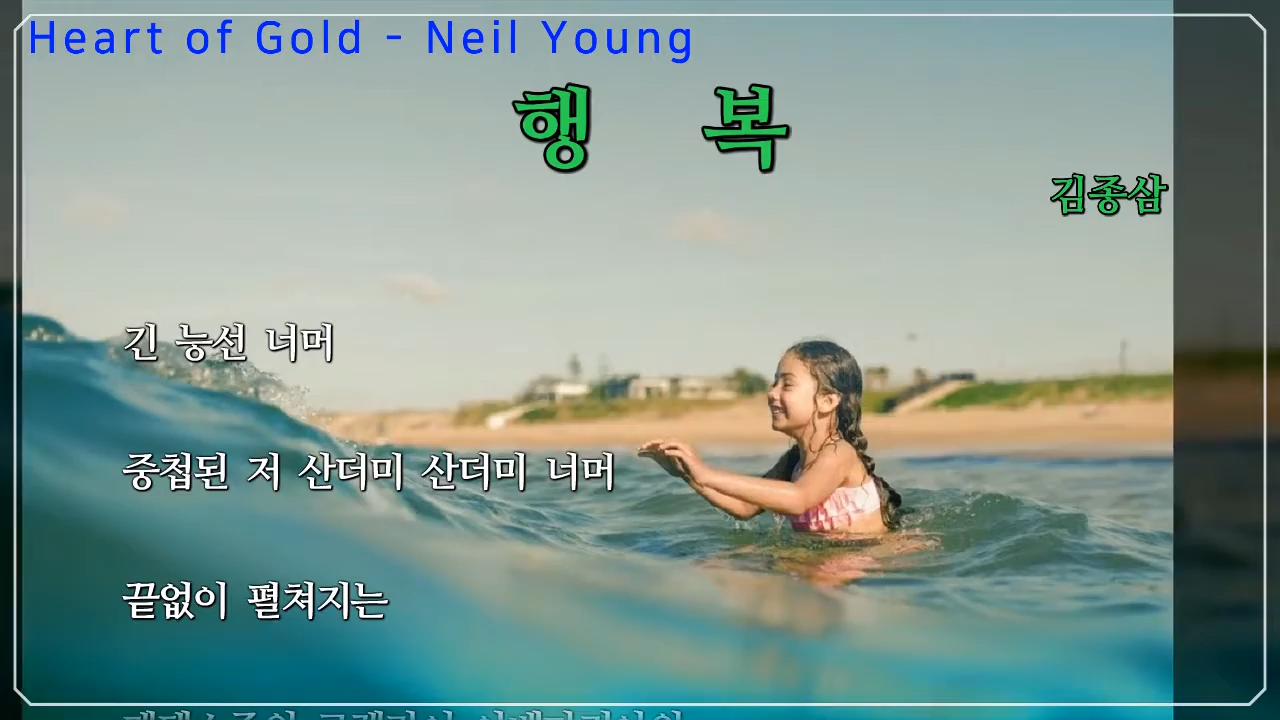 Heart of Gold - Neil Young
행 복
김종삼
긴 능선 너머
중첩된 저 산더미 산더미 너머
끝없이 펼쳐지는